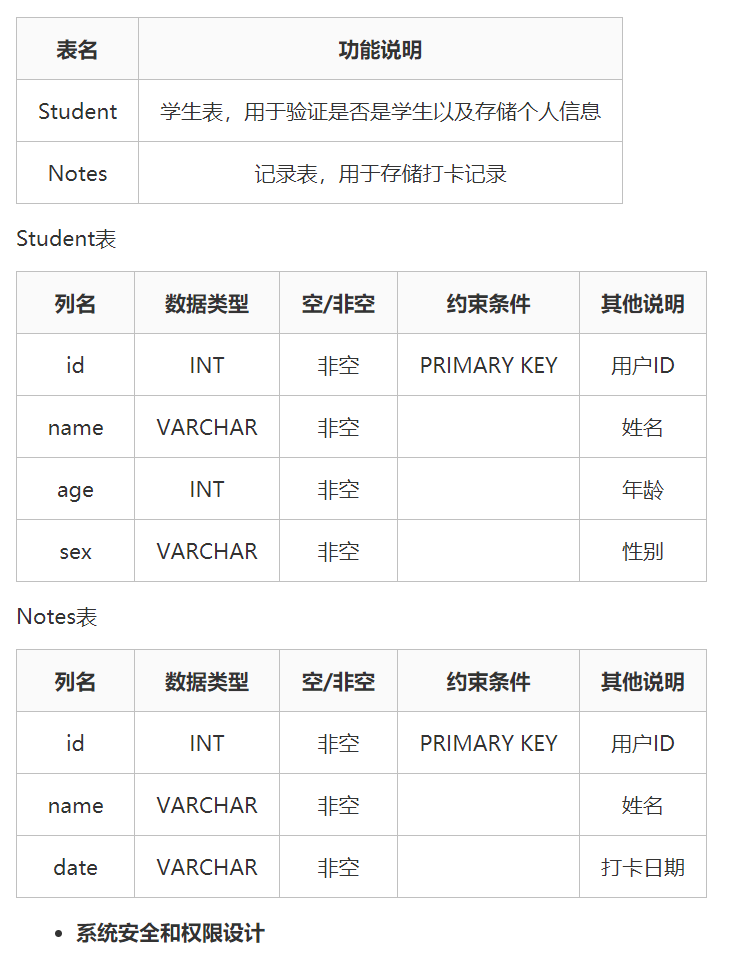 表名 功能说明
Student 学生表，用于验证是否是学生以及存储个人信息
Notes 记录表，用于存储打卡记录
Student表
列名 数据类型 空/非空 约束条件 其他说明
id INT 非空 PRIMARY KEY 用户ID
name VARCHAR 非空 姓名
age INT 非空 年龄
sex VARCHAR 非空 性别
Notes表
列名 数据类型 空/非空 约束条件 其他说明
id INT 非空 PRIMARY KEY 用户ID
name VARCHAR 非空 姓名
date VARCHAR 非空 打卡日期
• 系统安全和权限设计